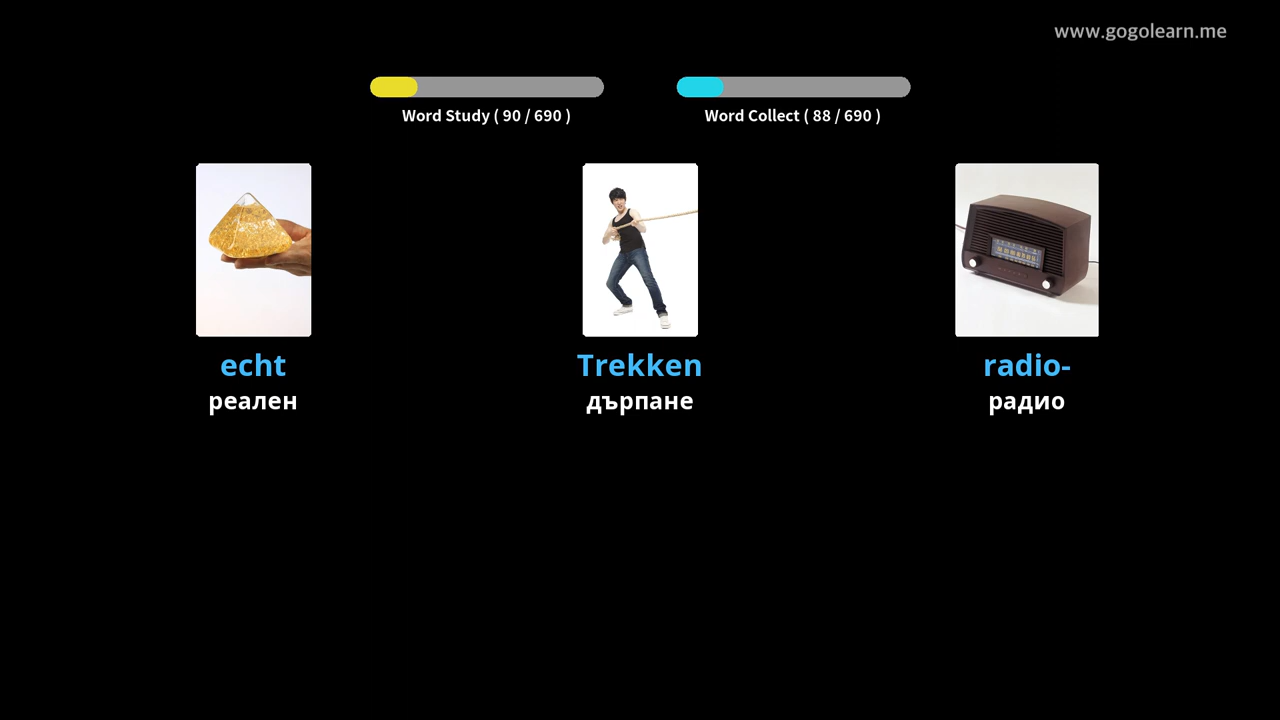 www.gogolearn.me
Word Study ( 90 / 690 )
Word Collect ( 88 / 690 )
echt
Trekken
radio-
реален
дърпане
радио